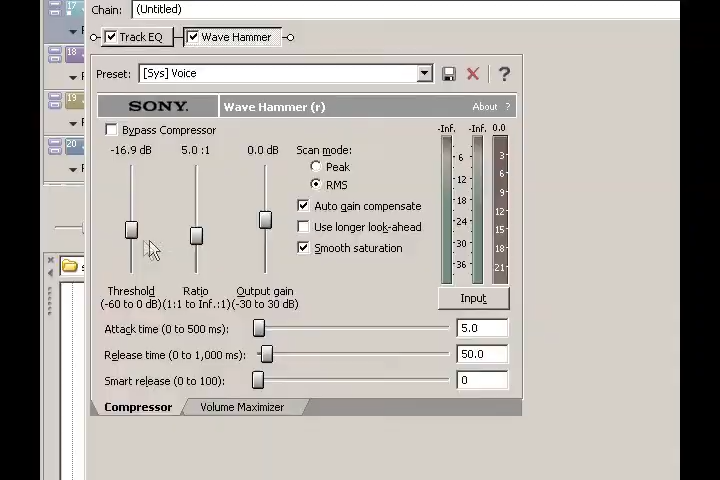 Chain: (Untitled)
Track EQ Wave Hammer
Preset: [Sys] Voice
SONY. Wave Hammer (r) About ?
Bypass Compressor
-16.9 dB 5.0 :1 0.0 dB Scan mode:
Peak
RMS
Auto gain compensate
Use longer look-ahead
Smooth saturation
-Inf. -Inf. 0.0
6 3
12 6
18 9
24 12
30 15
36 18
21
Threshold Ratio Output gain
(-60 to 0 dB) (1:1 to Inf.:1) (-30 to 30 dB)
Input
Attack time (0 to 500 ms): 5.0
Release time (0 to 1,000 ms): 50.0
Smart release (0 to 100): 0
Compressor Volume Maximizer
17
18
19
20